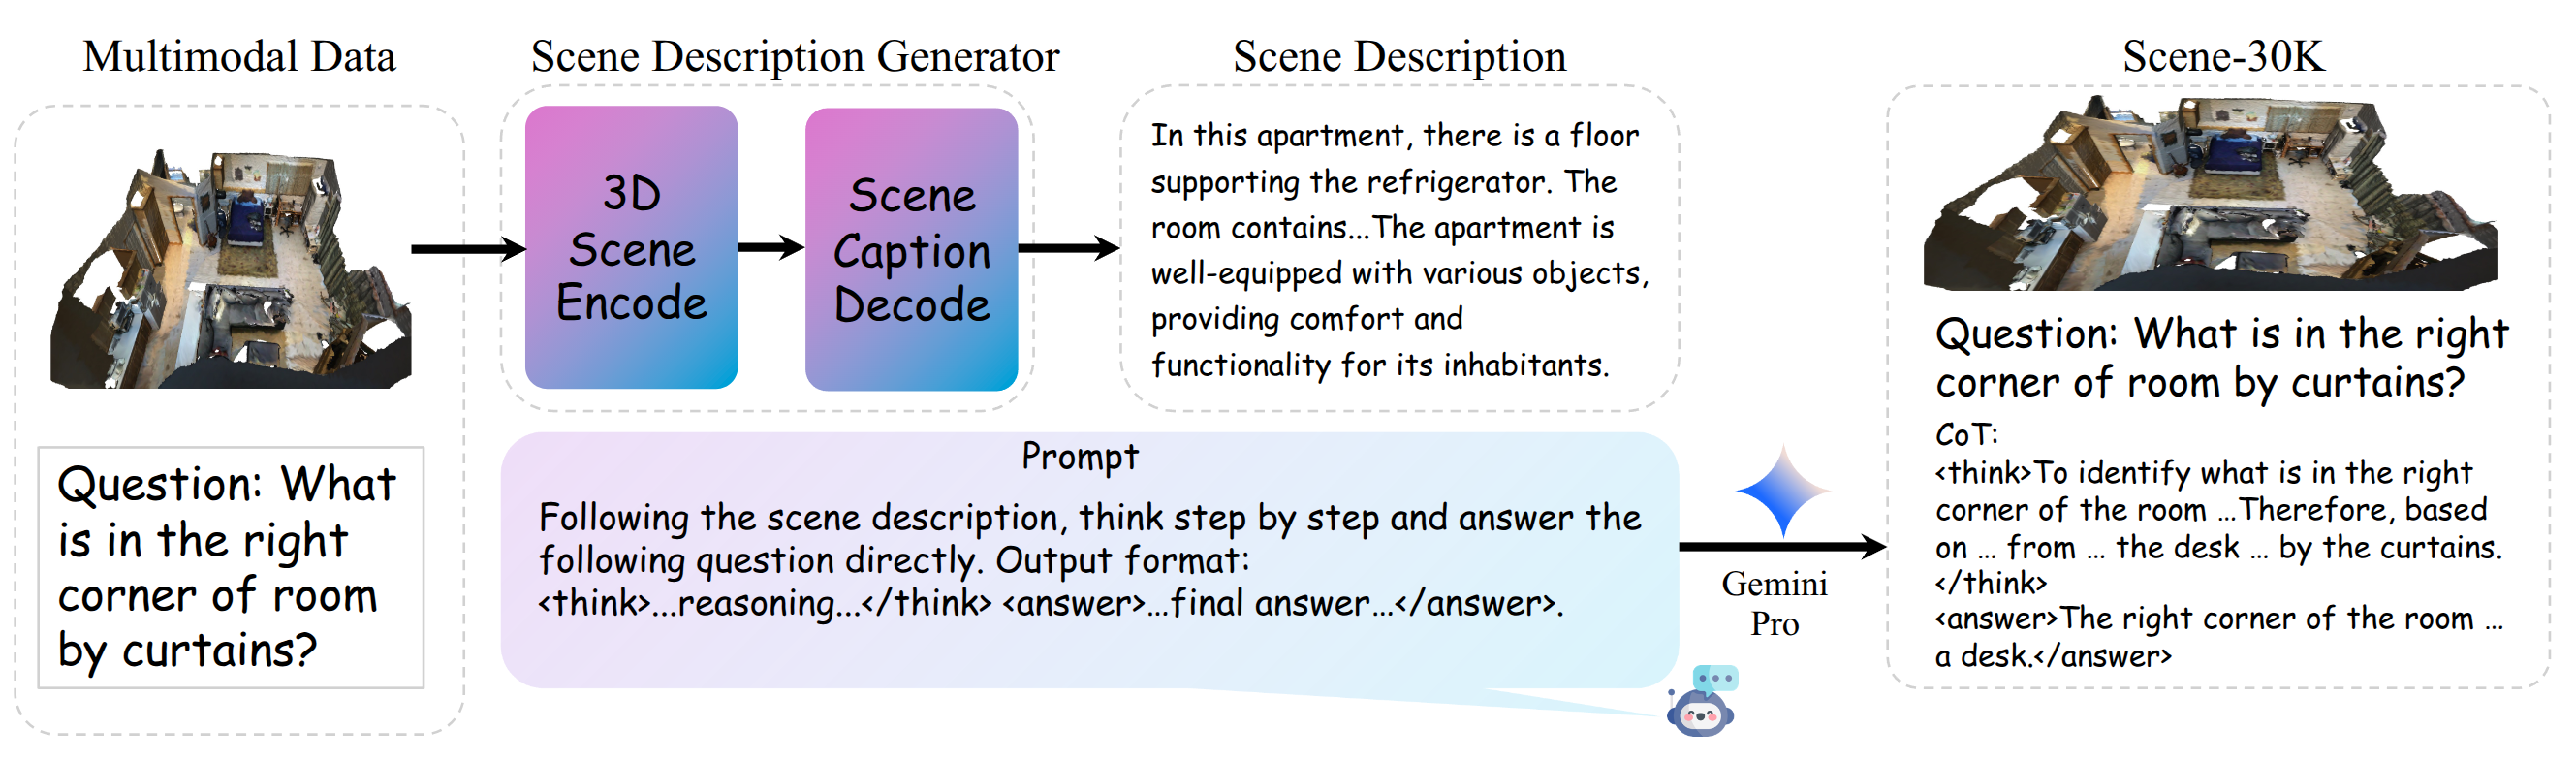 Multimodal Data
Question: What
is in the right
corner of room
by curtains?
Scene Description Generator
3D
Scene
Encode
Scene
Caption
Decode
Scene Description
In this apartment, there is a floor
supporting the refrigerator. The
room contains...The apartment is
well-equipped with various objects,
providing comfort and
functionality for its inhabitants.
Prompt
Following the scene description, think step by step and answer the
following question directly. Output format:
<think>...reasoning...</think> <answer>...final answer...</answer>.
Gemini
Pro
Scene-30K
Question: What is in the right
corner of room by curtains?
CoT:
<think>To identify what is in the right
corner of the room ...Therefore, based
on ... from ... the desk ... by the curtains.
</think>
<answer>The right corner of the room ...
a desk.</answer>